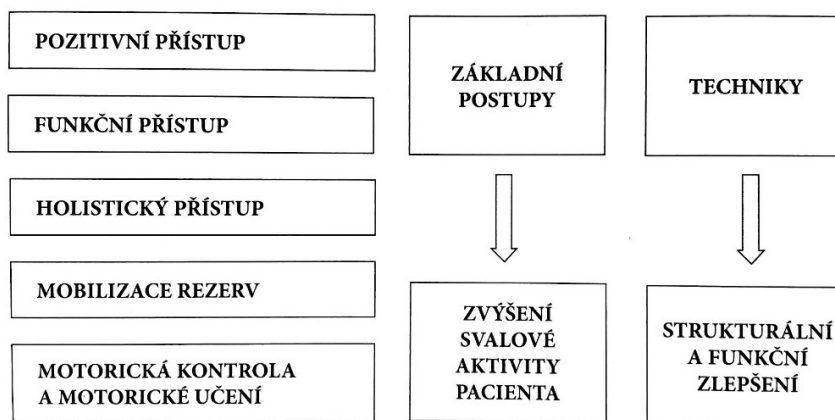 POZITIVNÍ PŘÍSTUP
FUNKČNÍ PŘÍSTUP
HOLISTICKÝ PŘÍSTUP
MOBILIZACE REZERV
MOTORICKÁ KONTROLA
A MOTORICKÉ UČENÍ
ZÁKLADNÍ
POSTUPY
ZVÝŠENÍ
SVALOVÉ
AKTIVITY
PACIENTA
TECHNIKY
STRUKTURÁLNÍ
A FUNKČNÍ
ZLEPŠENÍ